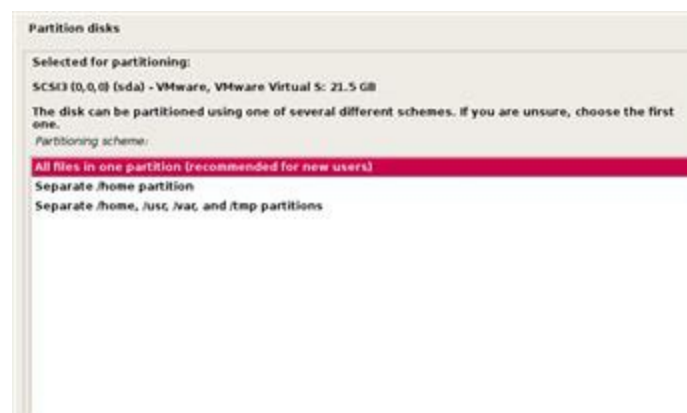 Partition disks
Selected for partitioning:
SCSI3 (0,0,0) (sda) - VMware, VMware Virtual S: 21.5 GB
The disk can be partitioned using one of several different schemes. If you are unsure, choose the first
one.
Partitioning scheme:
All files in one partition (recommended for new users)
Separate /home partition
Separate /home, /usr, /var, and /tmp partitions